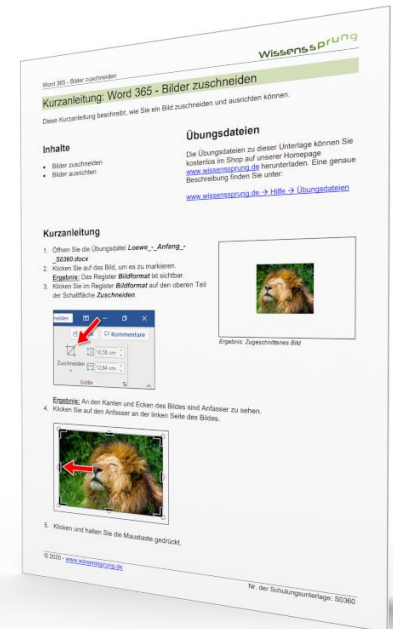 Wissenssprung
Word 365 - Bilder zuschneiden
Kurzanleitung: Word 365 - Bilder zuschneiden
Diese Kurzanleitung beschreibt, wie Sie ein Bild zuschneiden und ausrichten können.
Inhalte
• Bilder zuschneiden
• Bilder ausrichten
Übungsdateien
Die Übungsdateien zu dieser Unterlage können Sie
kostenlos im Shop auf unserer Homepage
www.wissenssprung.de herunterladen. Eine genaue
Beschreibung finden Sie unter:
www.wissenssprung.de → Hilfe → Übungsdateien
Kurzanleitung
1. Öffnen Sie die Übungsdatei Loewe_-_Anfang_-
_S0360.docx
2. Klicken Sie auf das Bild, um es zu markieren.
Ergebnis: Das Register Bildformat ist sichtbar.
3. Klicken Sie im Register Bildformat auf den oberen Teil
der Schaltfläche Zuschneiden.
Ergebnis: Zugeschnittenes Bild
melden
Kommentare
Zuschneiden
10,58 cm
12,64 cm
Größe
Ergebnis: An den Kanten und Ecken des Bildes sind Anfasser zu sehen.
4. Klicken Sie auf den Anfasser an der linken Seite des Bildes.
5. Klicken und halten Sie die Maustaste gedrückt.
© 2020 - www.wissenssprung.de
Nr. der Schulungsunterlage: S0360